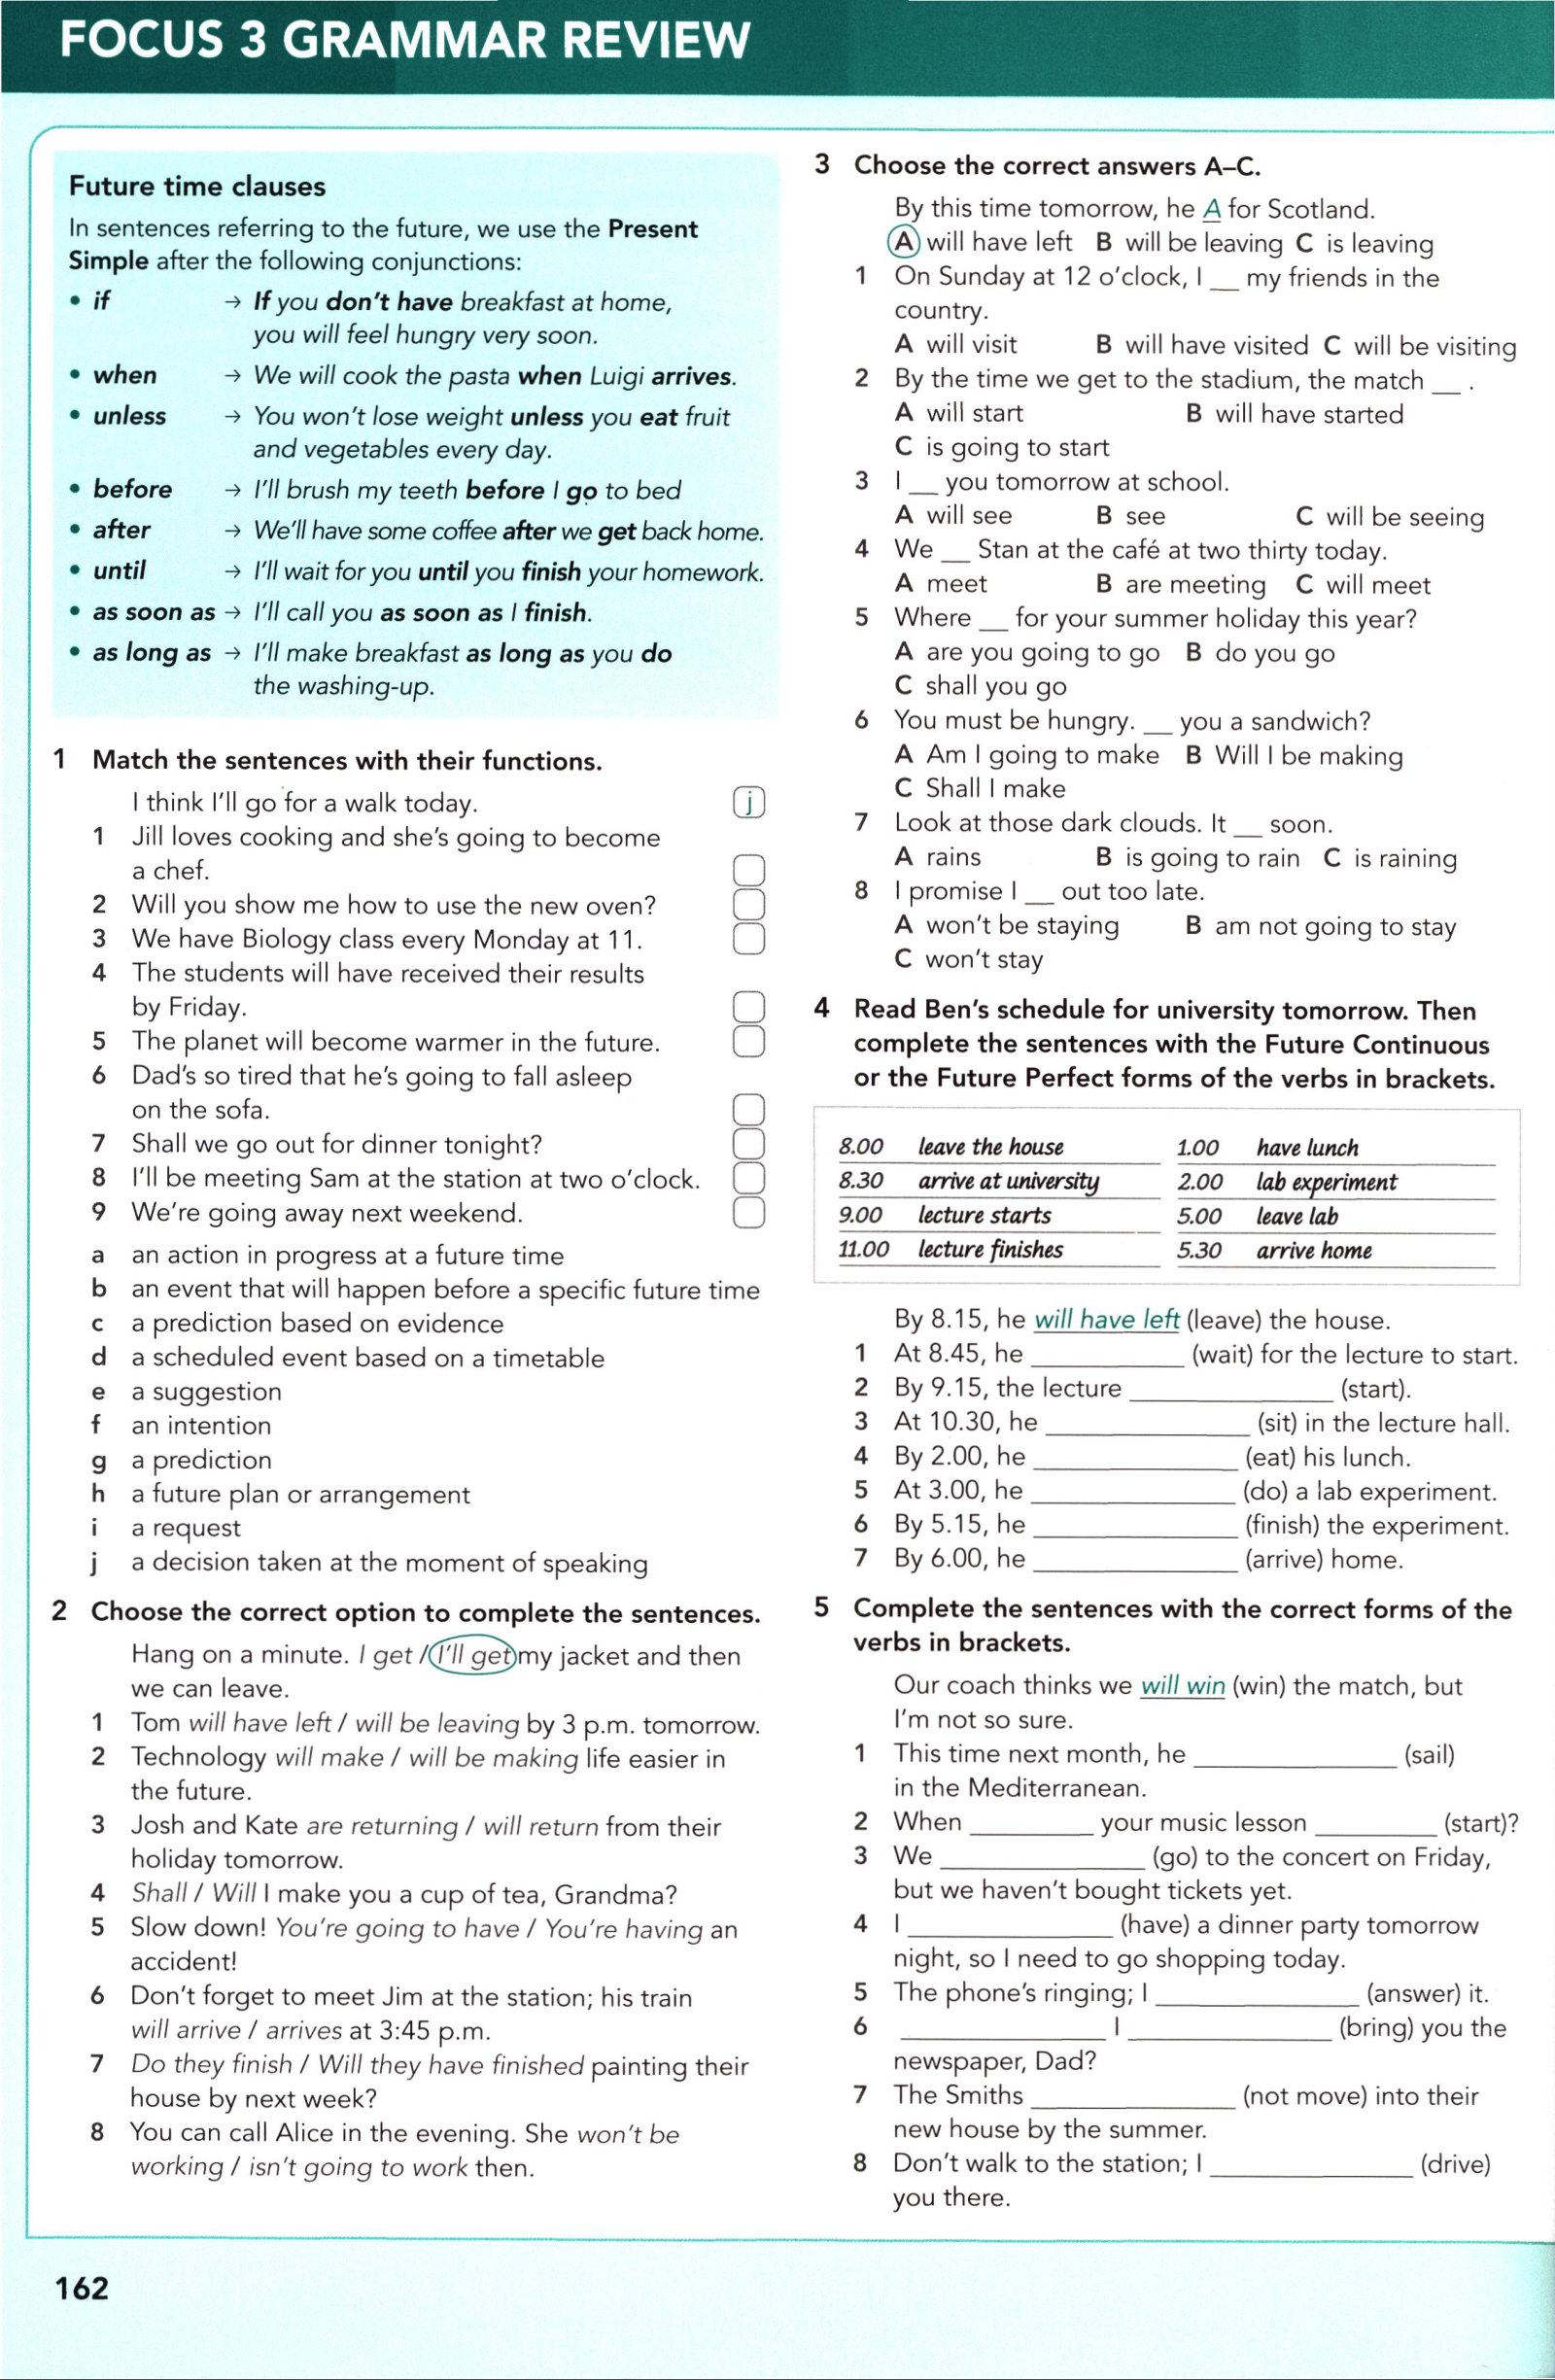 FOCUS 3 GRAMMAR REVIEW
Future time clauses
In sentences referring to the future, we use the Present
Simple after the following conjunctions:
• if → If you don't have breakfast at home,
you will feel hungry very soon.
• when → We will cook the pasta when Luigi arrives.
• unless → You won't lose weight unless you eat fruit
and vegetables every day.
• before → I'll brush my teeth before I go to bed
• after → We'll have some coffee after we get back home.
• until → I'll wait for you until you finish your homework.
• as soon as → I'll call you as soon as I finish.
• as long as → I'll make breakfast as long as you do
the washing-up.
1 Match the sentences with their functions.
I think I'll go for a walk today. j
1 Jill loves cooking and she's going to become
a chef.
2 Will you show me how to use the new oven?
3 We have Biology class every Monday at 11.
4 The students will have received their results
by Friday.
5 The planet will become warmer in the future.
6 Dad's so tired that he's going to fall asleep
on the sofa.
7 Shall we go out for dinner tonight?
8 I'll be meeting Sam at the station at two o'clock.
9 We're going away next weekend.
a an action in progress at a future time
b an event that will happen before a specific future time
c a prediction based on evidence
d a scheduled event based on a timetable
e a suggestion
f an intention
g a prediction
h a future plan or arrangement
i a request
j a decision taken at the moment of speaking
2 Choose the correct option to complete the sentences.
Hang on a minute. I get / I'll get my jacket and then
we can leave.
1 Tom will have left / will be leaving by 3 p.m. tomorrow.
2 Technology will make / will be making life easier in
the future.
3 Josh and Kate are returning / will return from their
holiday tomorrow.
4 Shall / Will I make you a cup of tea, Grandma?
5 Slow down! You're going to have / You're having an
accident!
6 Don't forget to meet Jim at the station; his train
will arrive / arrives at 3:45 p.m.
7 Do they finish / Will they have finished painting their
house by next week?
8 You can call Alice in the evening. She won't be
working / isn't going to work then.
3 Choose the correct answers A–C.
By this time tomorrow, he A for Scotland.
A will have left B will be leaving C is leaving
1 On Sunday at 12 o'clock, I __ my friends in the
country.
A will visit B will have visited C will be visiting
2 By the time we get to the stadium, the match __ .
A will start B will have started
C is going to start
3 I __ you tomorrow at school.
A will see B see C will be seeing
4 We __ Stan at the café at two thirty today.
A meet B are meeting C will meet
5 Where __ for your summer holiday this year?
A are you going to go B do you go
C shall you go
6 You must be hungry. __ you a sandwich?
A Am I going to make B Will I be making
C Shall I make
7 Look at those dark clouds. It __ soon.
A rains B is going to rain C is raining
8 I promise I __ out too late.
A won't be staying B am not going to stay
C won't stay
4 Read Ben's schedule for university tomorrow. Then
complete the sentences with the Future Continuous
or the Future Perfect forms of the verbs in brackets.
8.00 leave the house 1.00 have lunch
8.30 arrive at university 2.00 lab experiment
9.00 lecture starts 5.00 leave lab
11.00 lecture finishes 5.30 arrive home
By 8.15, he will have left (leave) the house.
1 At 8.45, he ____________ (wait) for the lecture to start.
2 By 9.15, the lecture ________________ (start).
3 At 10.30, he ________________ (sit) in the lecture hall.
4 By 2.00, he ________________ (eat) his lunch.
5 At 3.00, he ________________ (do) a lab experiment.
6 By 5.15, he ________________ (finish) the experiment.
7 By 6.00, he ________________ (arrive) home.
5 Complete the sentences with the correct forms of the
verbs in brackets.
Our coach thinks we will win (win) the match, but
I'm not so sure.
1 This time next month, he ________________ (sail)
in the Mediterranean.
2 When __________ your music lesson __________ (start)?
3 We ________________ (go) to the concert on Friday,
but we haven't bought tickets yet.
4 I ________________ (have) a dinner party tomorrow
night, so I need to go shopping today.
5 The phone's ringing; I ________________ (answer) it.
6 ________________ I ________________ (bring) you the
newspaper, Dad?
7 The Smiths ________________ (not move) into their
new house by the summer.
8 Don't walk to the station; I ________________ (drive)
you there.
162